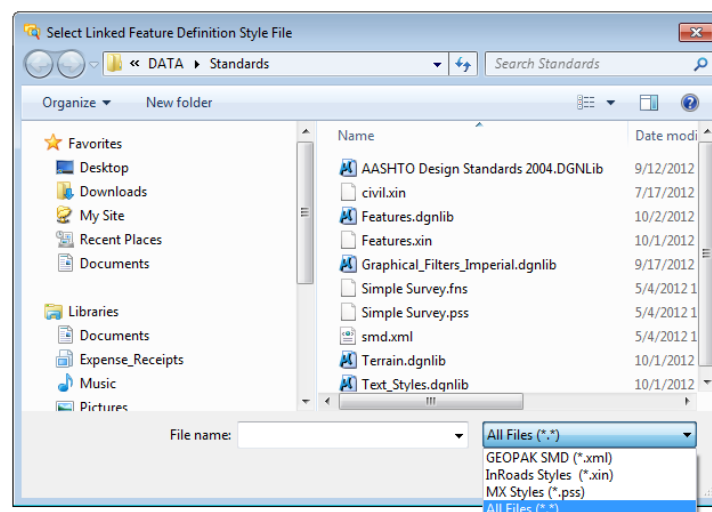 Select Linked Feature Definition Style File
« DATA ▸ Standards
Search Standards
Organize ▾
New folder
Favorites
Desktop
Downloads
My Site
Recent Places
Documents
Libraries
Documents
Expense_Receipts
Music
Pictures
Name
Date modi
AASHTO Design Standards 2004.DGNLib
9/12/2012
civil.xin
7/17/2012
Features.dgnlib
10/2/2012
Features.xin
10/1/2012
Graphical_Filters_Imperial.dgnlib
9/17/2012
Simple Survey.fns
5/4/2012 1
Simple Survey.pss
5/4/2012 1
smd.xml
5/4/2012 1
Terrain.dgnlib
10/1/2012
Text_Styles.dgnlib
10/1/2012
File name:
All Files (*.*)
GEOPAK SMD (*.xml)
InRoads Styles (*.xin)
MX Styles (*.pss)
All Files (*.*)